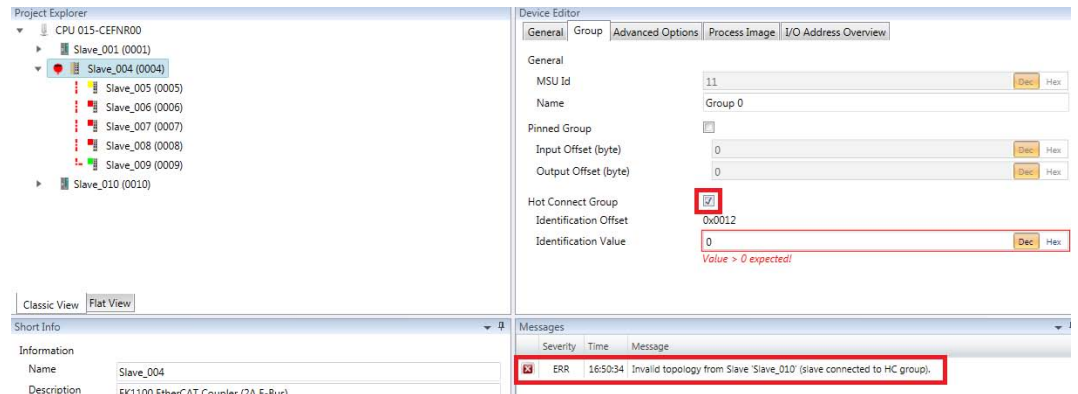 Project Explorer
CPU 015-CEFNR00
Slave_001 (0001)
Slave_004 (0004)
Slave_005 (0005)
Slave_006 (0006)
Slave_007 (0007)
Slave_008 (0008)
Slave_009 (0009)
Slave_010 (0010)
Classic View Flat View
Short Info
Information
Name Slave_004
Description EK1100 EtherCAT Coupler (2A E-Bus)
Device Editor
General Group Advanced Options Process Image I/O Address Overview
General
MSU Id 11 Dec Hex
Name Group 0
Pinned Group
Input Offset (byte) 0 Dec Hex
Output Offset (byte) 0 Dec Hex
Hot Connect Group
Identification Offset 0x0012
Identification Value 0 Dec Hex
Value > 0 expected!
Messages
Severity Time Message
ERR 16:50:34 Invalid topology from Slave 'Slave_010' (slave connected to HC group).